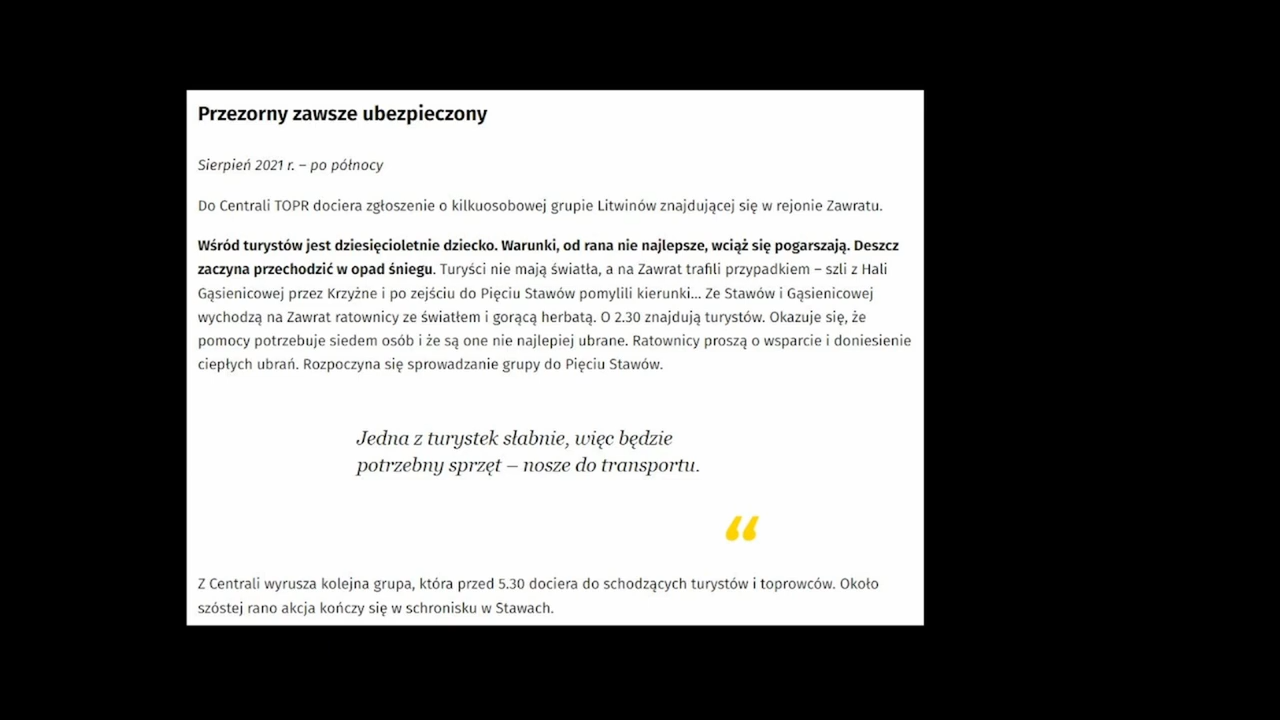 Przezorny zawsze ubezpieczony
Sierpień 2021 r. – po północy
Do Centrali TOPR dociera zgłoszenie o kilkuosobowej grupie Litwinów znajdującej się w rejonie Zawratu.
Wśród turystów jest dziesięcioletnie dziecko. Warunki, od rana nie najlepsze, wciąż się pogarszają. Deszcz
zaczyna przechodzić w opad śniegu. Turyści nie mają światła, a na Zawrat trafili przypadkiem – szli z Hali
Gąsienicowej przez Krzyżne i po zejściu do Pięciu Stawów pomylili kierunki... Ze Stawów i Gąsienicowej
wychodzą na Zawrat ratownicy ze światłem i gorącą herbatą. O 2.30 znajdują turystów. Okazuje się, że
pomocy potrzebuje siedem osób i że są one nie najlepiej ubrane. Ratownicy proszą o wsparcie i doniesienie
ciepłych ubrań. Rozpoczyna się sprowadzanie grupy do Pięciu Stawów.
Jedna z turystek słabnie, więc będzie
potrzebny sprzęt – nosze do transportu.
“
Z Centrali wyrusza kolejna grupa, która przed 5.30 dociera do schodzących turystów i toprowców. Około
szóstej rano akcja kończy się w schronisku w Stawach.